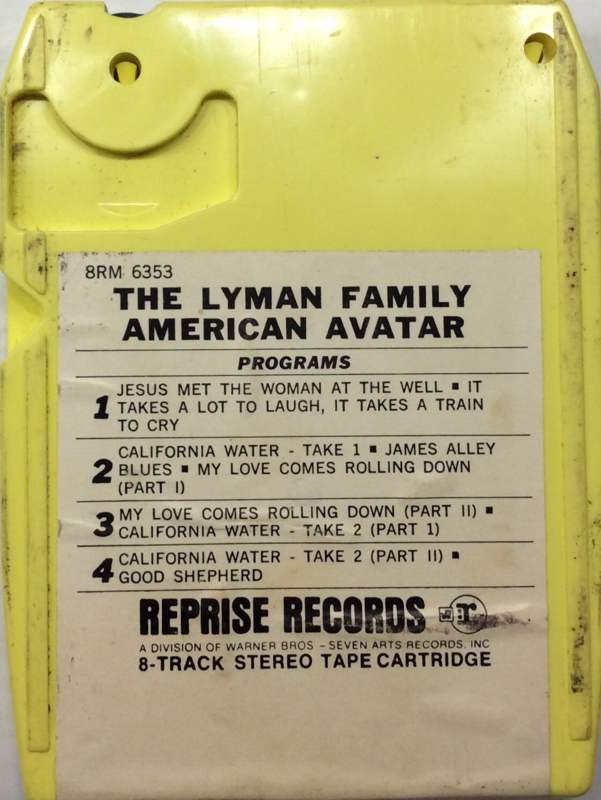 8RM 6353
THE LYMAN FAMILY
AMERICAN AVATAR
PROGRAMS
1 JESUS MET THE WOMAN AT THE WELL ▪ IT
TAKES A LOT TO LAUGH, IT TAKES A TRAIN
TO CRY
2 CALIFORNIA WATER - TAKE 1 ▪ JAMES ALLEY
BLUES ▪ MY LOVE COMES ROLLING DOWN
(PART I)
3 MY LOVE COMES ROLLING DOWN (PART II) ▪
CALIFORNIA WATER - TAKE 2 (PART 1)
4 CALIFORNIA WATER - TAKE 2 (PART II) ▪
GOOD SHEPHERD
REPRISE RECORDS W7 r:
A DIVISION OF WARNER BROS - SEVEN ARTS RECORDS, INC
8-TRACK STEREO TAPE CARTRIDGE